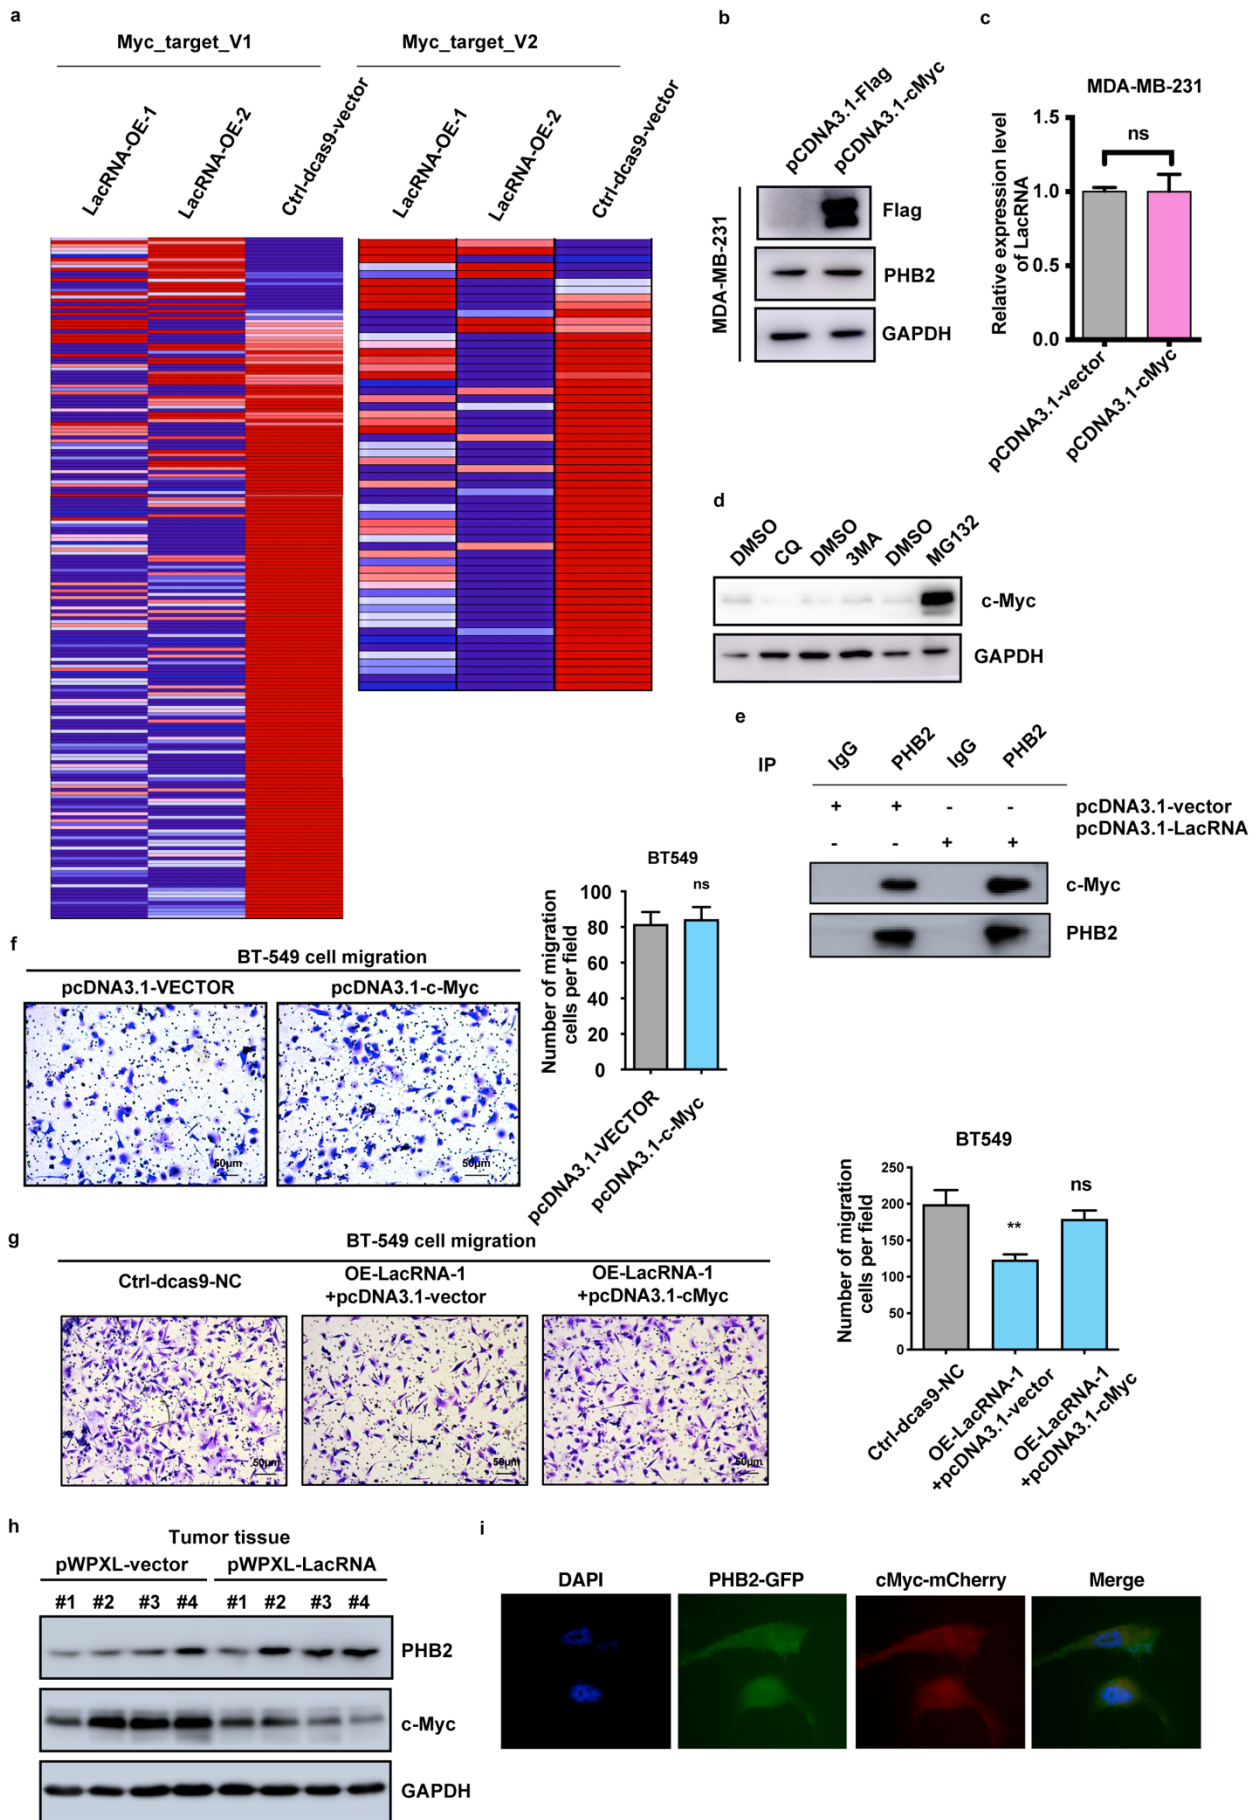 a
Myc_target_V1
Myc_target_V2
LacRNA-OE-1
LacRNA-OE-2
Ctrl-dcas9-vector
LacRNA-OE-1
LacRNA-OE-2
Ctrl-dcas9-vector
b
pCDNA3.1-Flag
pCDNA3.1-cMyc
MDA-MB-231
Flag
PHB2
GAPDH
c
MDA-MB-231
Relative expression level
of LacRNA
1.5
1.0
0.5
0.0
ns
pCDNA3.1-vector
pCDNA3.1-cMyc
d
DMSO
CQ
DMSO
3MA
DMSO
MG132
c-Myc
GAPDH
e
IP
IgG
PHB2
IgG
PHB2
+ + - - pcDNA3.1-vector
- - + + pcDNA3.1-LacRNA
c-Myc
PHB2
f
BT-549 cell migration
pcDNA3.1-VECTOR
pcDNA3.1-c-Myc
50μm
50μm
BT549
Number of migration
cells per field
100
80
60
40
20
0
ns
pcDNA3.1-VECTOR
pcDNA3.1-c-Myc
g
BT-549 cell migration
Ctrl-dcas9-NC
OE-LacRNA-1
+pcDNA3.1-vector
OE-LacRNA-1
+pcDNA3.1-cMyc
50μm
50μm
50μm
BT549
Number of migration
cells per field
250
200
150
100
50
0
**
ns
Ctrl-dcas9-NC
OE-LacRNA-1
+pcDNA3.1-vector
OE-LacRNA-1
+pcDNA3.1-cMyc
h
Tumor tissue
pWPXL-vector
pWPXL-LacRNA
#1 #2 #3 #4 #1 #2 #3 #4
PHB2
c-Myc
GAPDH
i
DAPI
PHB2-GFP
cMyc-mCherry
Merge